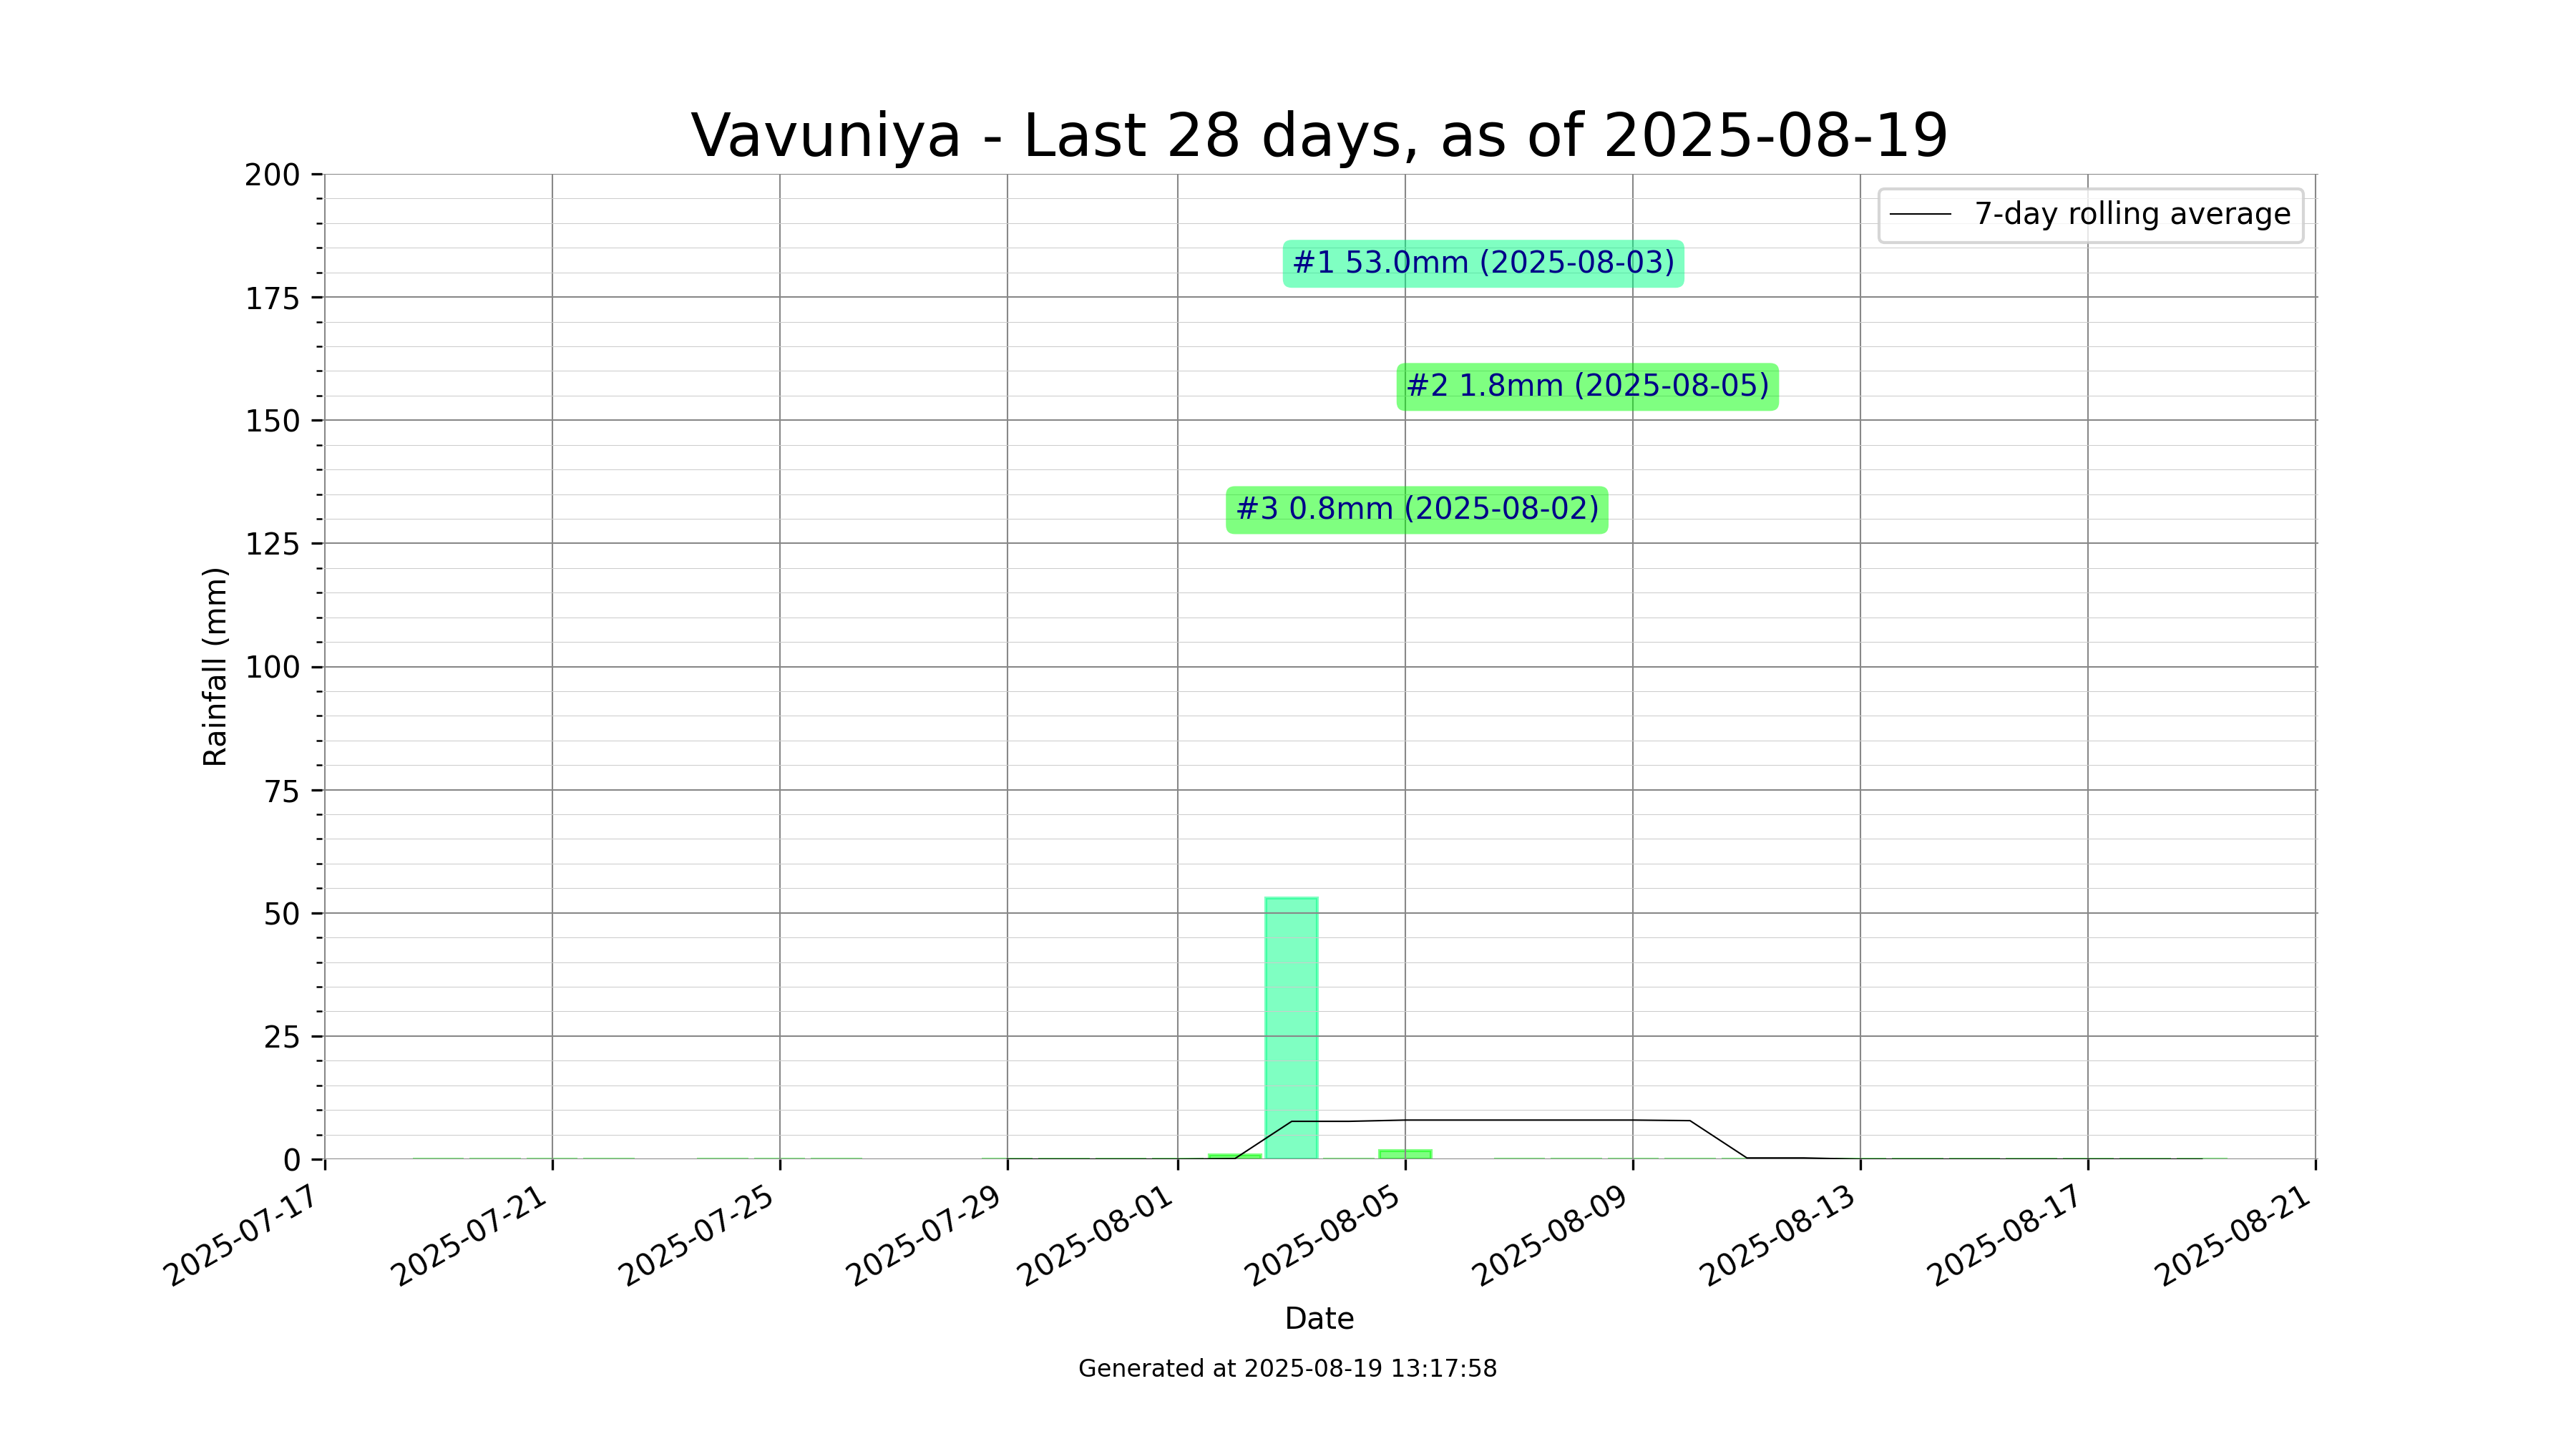 Vavuniya - Last 28 days, as of 2025-08-19
7-day rolling average
#1 53.0mm (2025-08-03)
#2 1.8mm (2025-08-05)
#3 0.8mm (2025-08-02)
Rainfall (mm)
200
175
150
125
100
75
50
25
0
2025-07-17
2025-07-21
2025-07-25
2025-07-29
2025-08-01
2025-08-05
2025-08-09
2025-08-13
2025-08-17
2025-08-21
Date
Generated at 2025-08-19 13:17:58